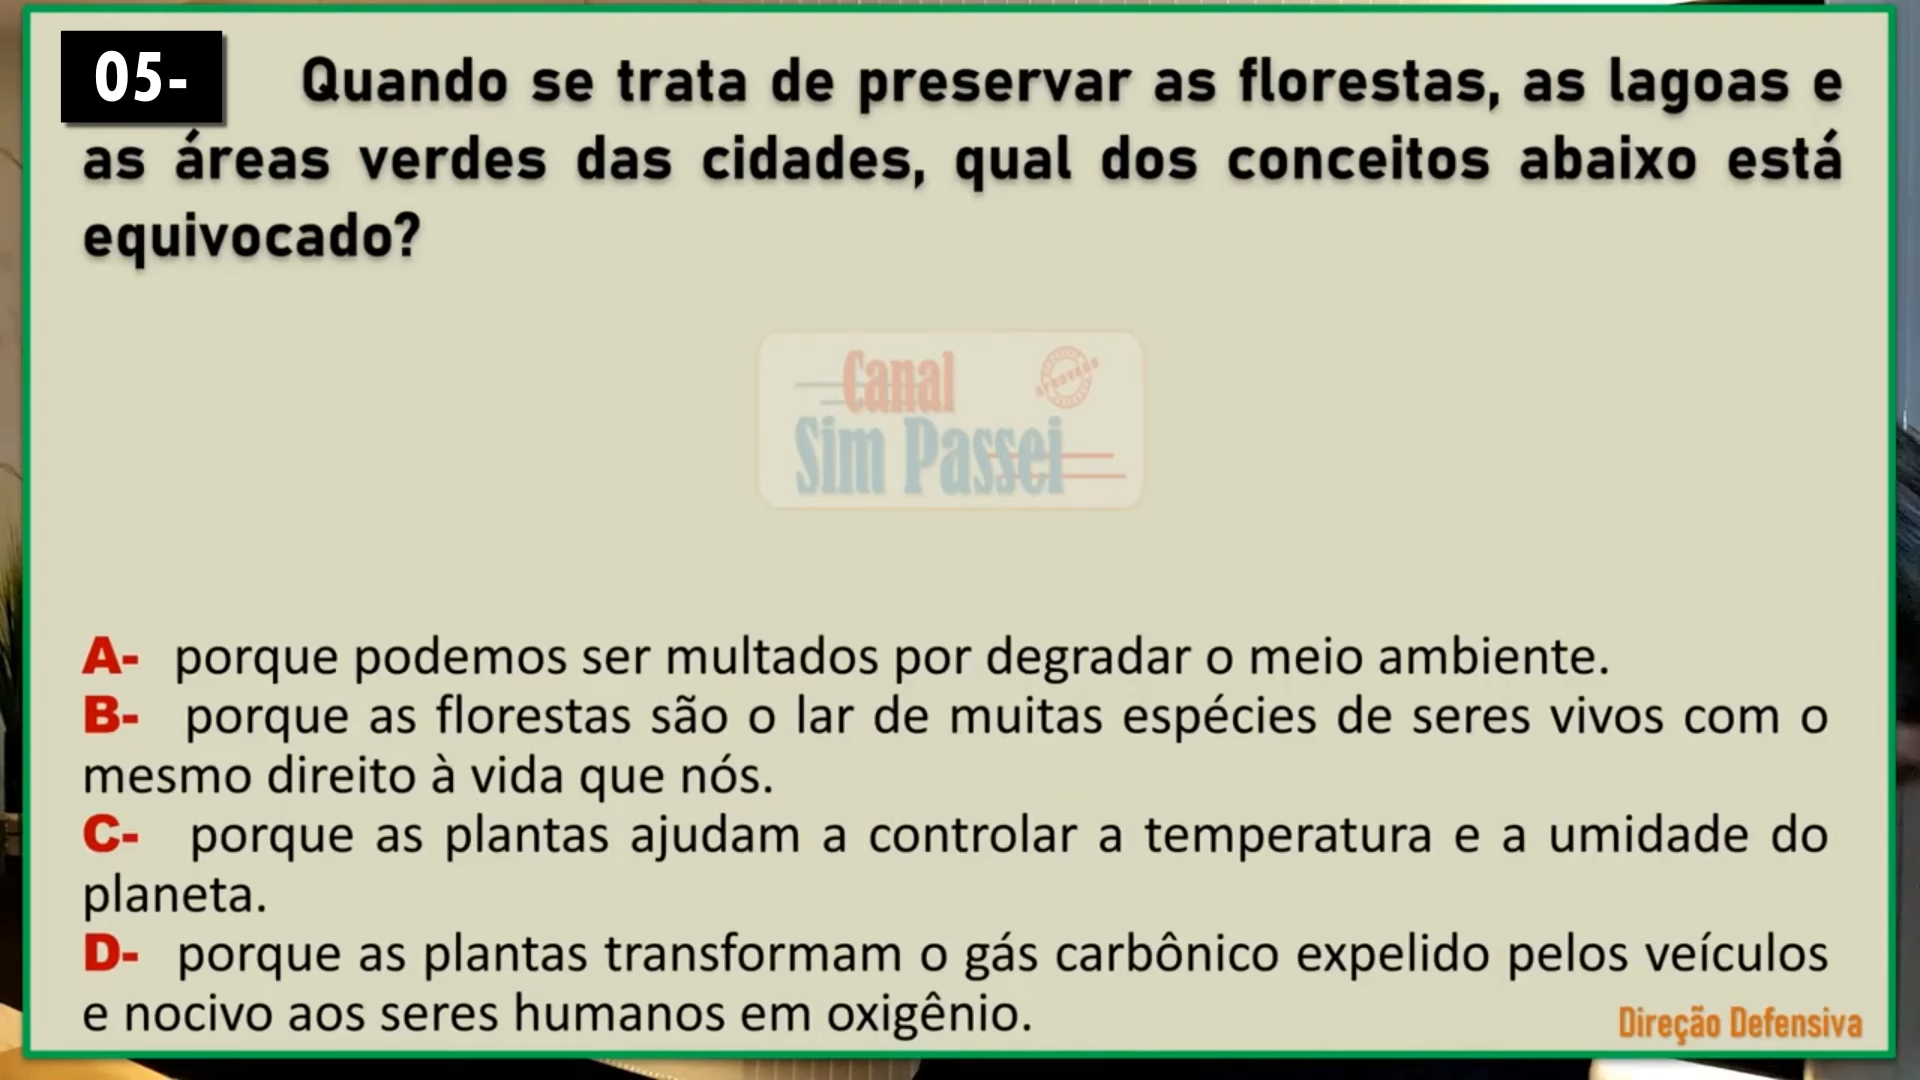 05- Quando se trata de preservar as florestas, as lagoas e
as áreas verdes das cidades, qual dos conceitos abaixo está
equivocado?
Canal
APROVADO
Sim Passei
A- porque podemos ser multados por degradar o meio ambiente.
B- porque as florestas são o lar de muitas espécies de seres vivos com o
mesmo direito à vida que nós.
C- porque as plantas ajudam a controlar a temperatura e a umidade do
planeta.
D- porque as plantas transformam o gás carbônico expelido pelos veículos
e nocivo aos seres humanos em oxigênio.
Direção Defensiva